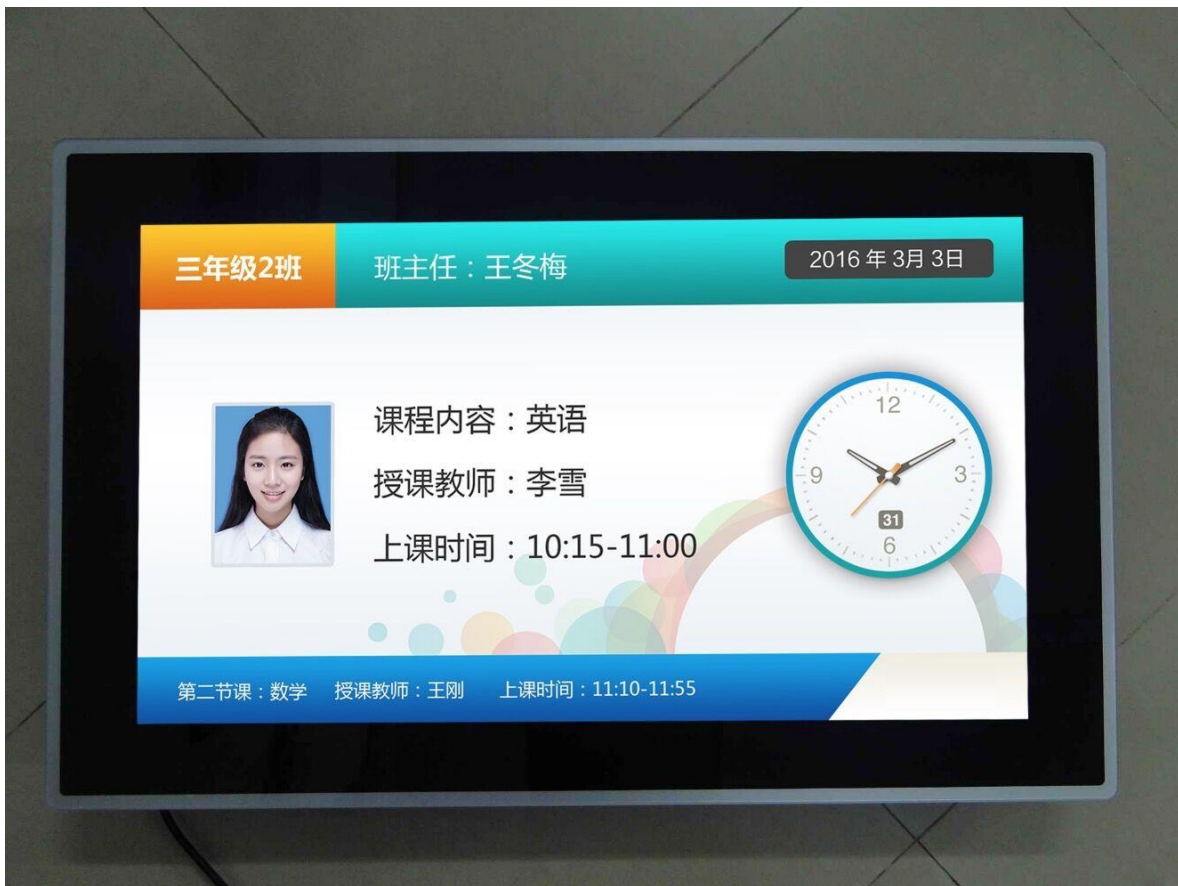 三年级2班
班主任：王冬梅
2016 年 3月 3日
课程内容：英语
授课教师：李雪
上课时间：10:15-11:00
12
9
3
31
6
第二节课：数学 授课教师：王刚 上课时间：11:10-11:55